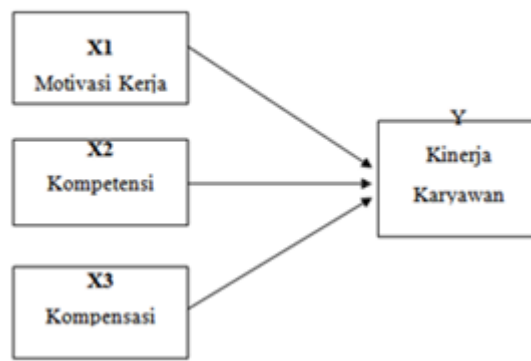 X1
Motivasi Kerja
X2
Kompetensi
X3
Kompensasi
Y
Kinerja
Karyawan